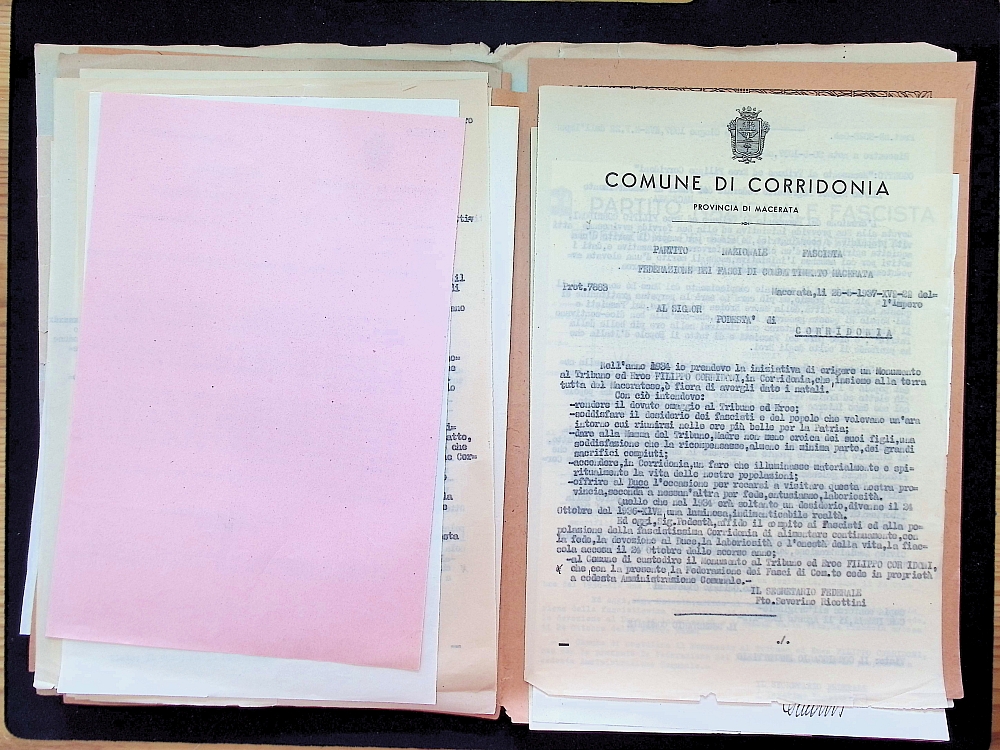 COMUNE DI CORRIDONIA
PROVINCIA DI MACERATA
PARTITO NAZIONALE FASCISTA
FEDERAZIONE DEI FASCI DI COMBATTIMENTO MACERATA
Prot.7883 Macerata,li 28-8-1937-XVE-EE del=
l'Impero
AL SIGNOR
PODESTA' di
CORRIDONIA
Nell'anno 1934 io prendevo la iniziativa di erigere un Monumento
al Tribuno ed Eroe FILIPPO CORRIDONI,in Corridonia,che,insieme alla terra
tutta del Maceratese,è fiera di avergli dato i natali.
Con ciò intendevo:
-rendere il dovuto omaggio al Tribuno ed Eroe;
-soddisfare il desiderio dei fascisti e del popolo che volevano un'ara
intorno cui riunirsi nelle ore più belle per la Patria;
-dare alla Mamma del Tribuno,Madre non meno eroica dei suoi figli,una
soddisfazione che la ricompensasse,almeno in minima parte,dei grandi
sacrifici compiuti;
-accendere,in Corridonia,un faro che illuminasse materialmente e spi-
ritualmente la vita delle nostre popolazioni;
-offrire al Duce l'occasione per recarsi a visitare questa nostra pro-
vincia,seconda a nessun'altra per fede,entusiasmo,laboriosità.
Quello che nel 1934 era soltanto un desiderio,divenne il 24
Ottobre del 1936-XIVE,una luminosa,indimenticabile realtà.
Ed oggi,Sig.Podestà,affido il compito ai Fascisti ed alla po-
polazione della fascistissima Corridonia di alimentare continuamente,con
la fede,la devozione al Duce,la laboriosità e l'onestà della vita,la fiac-
cola accesa il 24 Ottobre dello scorso anno;
-al Comune di custodire il Monumento al Tribuno ed Eroe FILIPPO CORRIDONI,
che,con la presente,la Federazione dei Fasci di Com.to cede in proprietà
a codesta Amministrazione Comunale.-
IL SEGRETARIO FEDERALE
Fto.Severino Ricottini
./.